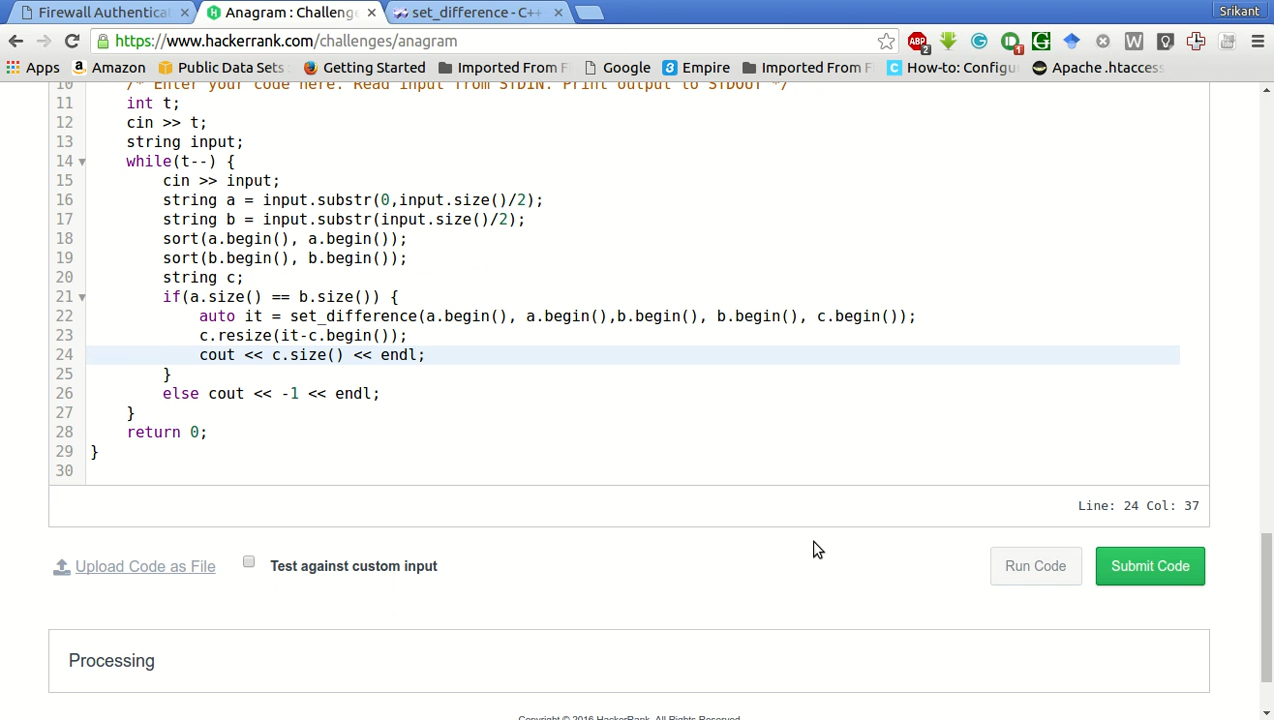 Firewall Authentica
Anagram : Challeng
set_difference - C++
Srikant
https://www.hackerrank.com/challenges/anagram
ABP
2
1
G
W
Apps
Amazon
Public Data Sets
Getting Started
Imported From F
Google
Empire
Imported From F
How-to: Configu
Apache .htacces
10 /* Enter your code here. Read input from STDIN. Print output to STDOUT */
11 int t;
12 cin >> t;
13 string input;
14 while(t--) {
15 cin >> input;
16 string a = input.substr(0,input.size()/2);
17 string b = input.substr(input.size()/2);
18 sort(a.begin(), a.begin());
19 sort(b.begin(), b.begin());
20 string c;
21 if(a.size() == b.size()) {
22 auto it = set_difference(a.begin(), a.begin(),b.begin(), b.begin(), c.begin());
23 c.resize(it-c.begin());
24 cout << c.size() << endl;
25 }
26 else cout << -1 << endl;
27 }
28 return 0;
29 }
30
Line: 24 Col: 37
Upload Code as File
Test against custom input
Run Code
Submit Code
Processing
Copyright © 2016 HackerRank. All Rights Reserved